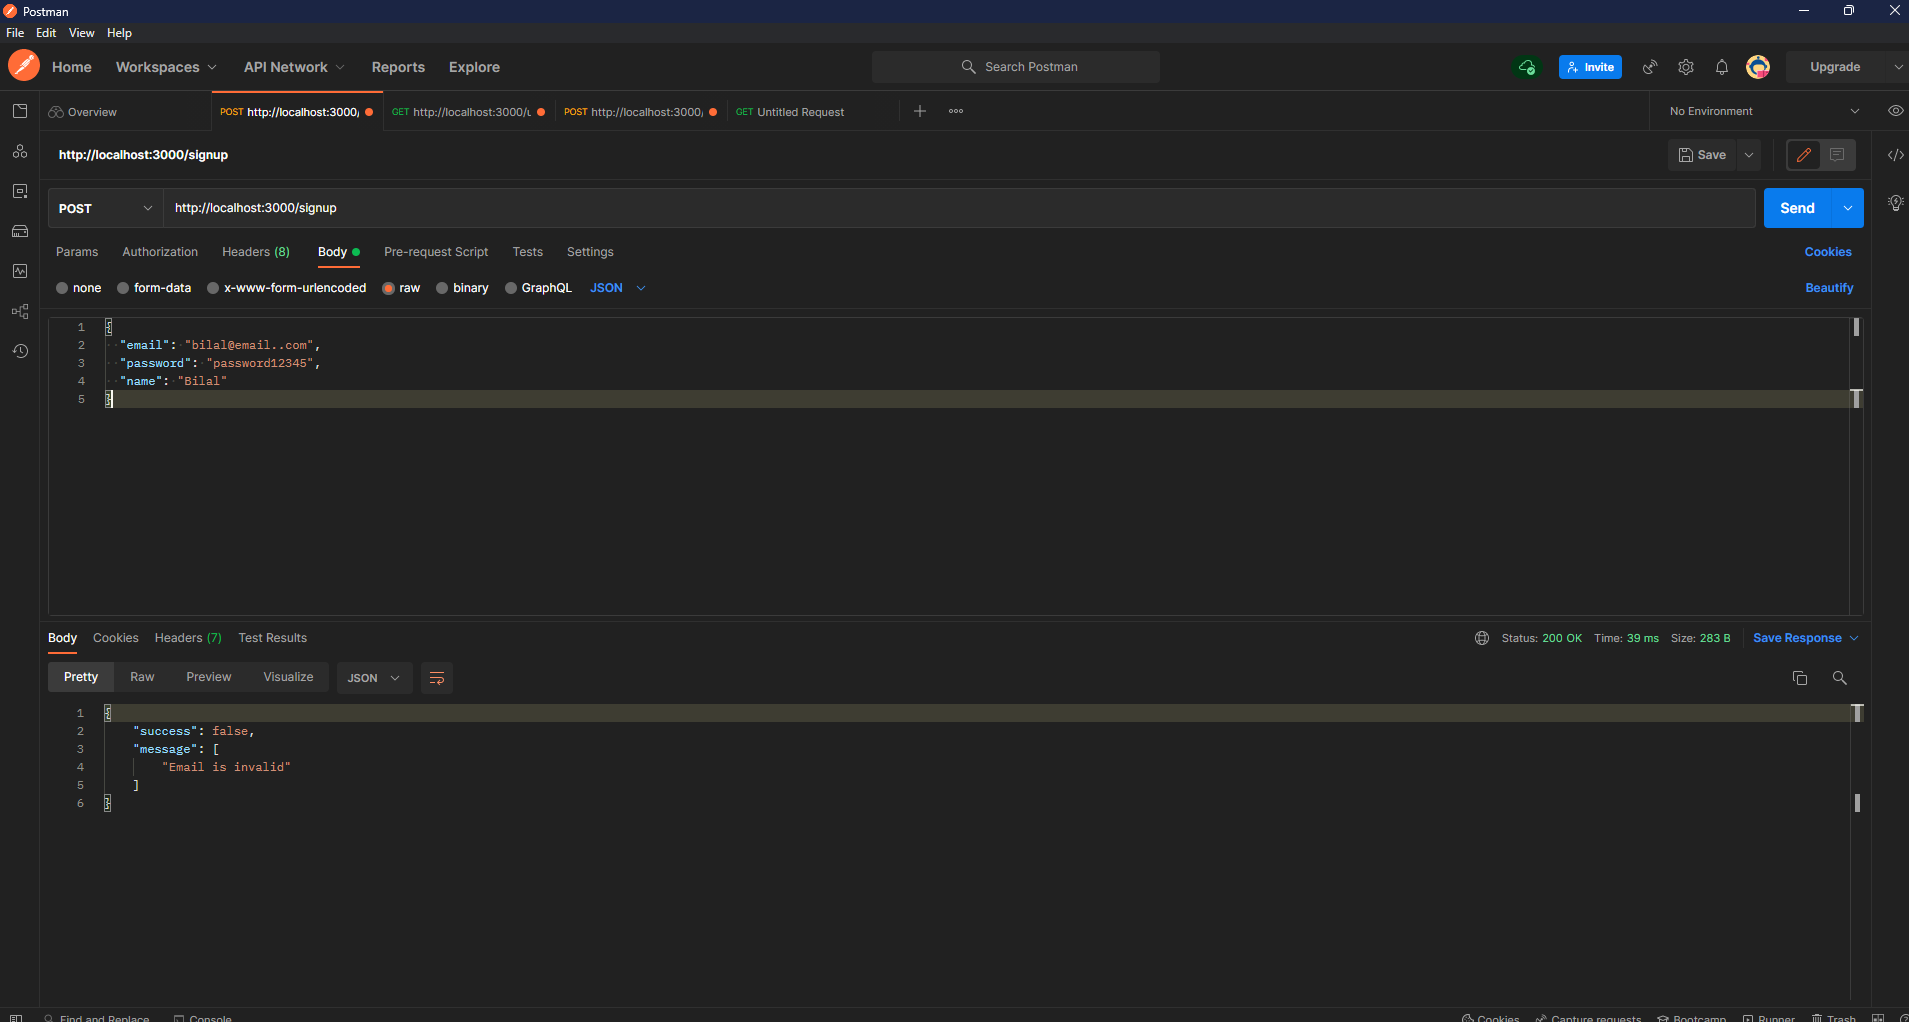 Postman
File Edit View Help
Home Workspaces API Network Reports Explore Search Postman Invite Upgrade
Overview POST http://localhost:3000/ GET http://localhost:3000/u POST http://localhost:3000/ GET Untitled Request No Environment
http://localhost:3000/signup Save
POST http://localhost:3000/signup Send
Params Authorization Headers (8) Body Pre-request Script Tests Settings Cookies
none form-data x-www-form-urlencoded raw binary GraphQL JSON Beautify
1 {
2 "email": "bilal@email..com",
3 "password": "password12345",
4 "name": "Bilal"
5 }
Body Cookies Headers (7) Test Results Status: 200 OK Time: 39 ms Size: 283 B Save Response
Pretty Raw Preview Visualize JSON
1 {
2 "success": false,
3 "message": [
4 "Email is invalid"
5 ]
6 }
Find and Replace Console Cookies Capture requests Bootcamp Runner Trash